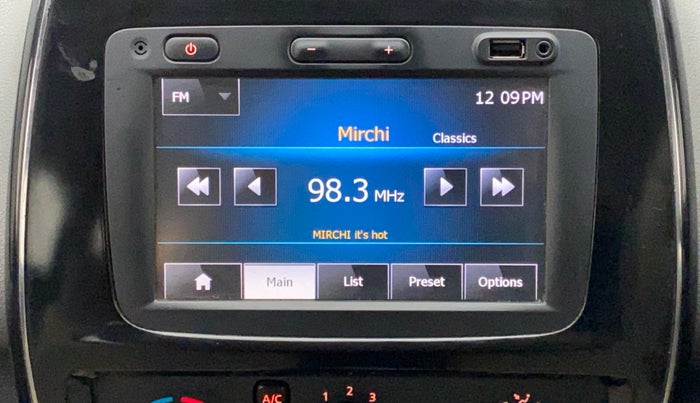 FM
12 09PM
Mirchi Classics
98.3 MHz
MIRCHI it's hot
Main List Preset Options
A/C 1 2 3